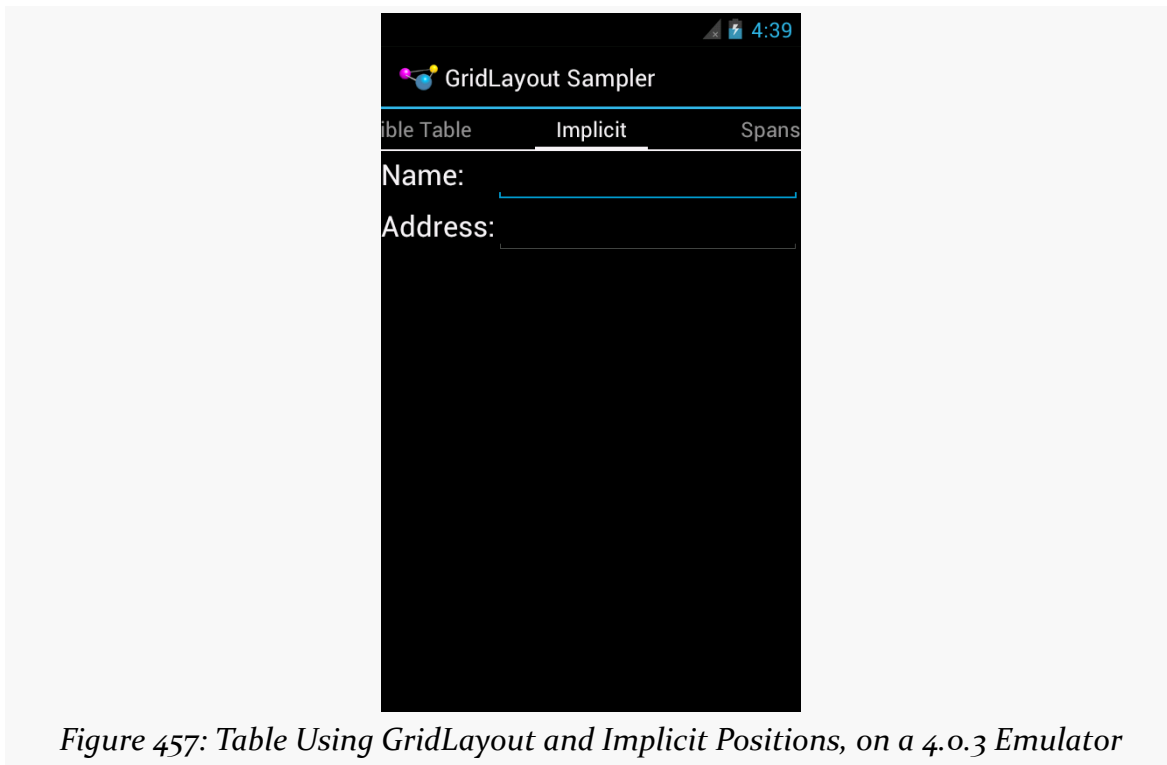 4:39
GridLayout Sampler
ible Table Implicit Spans
Name:
Address:
Figure 457: Table Using GridLayout and Implicit Positions, on a 4.0.3 Emulator